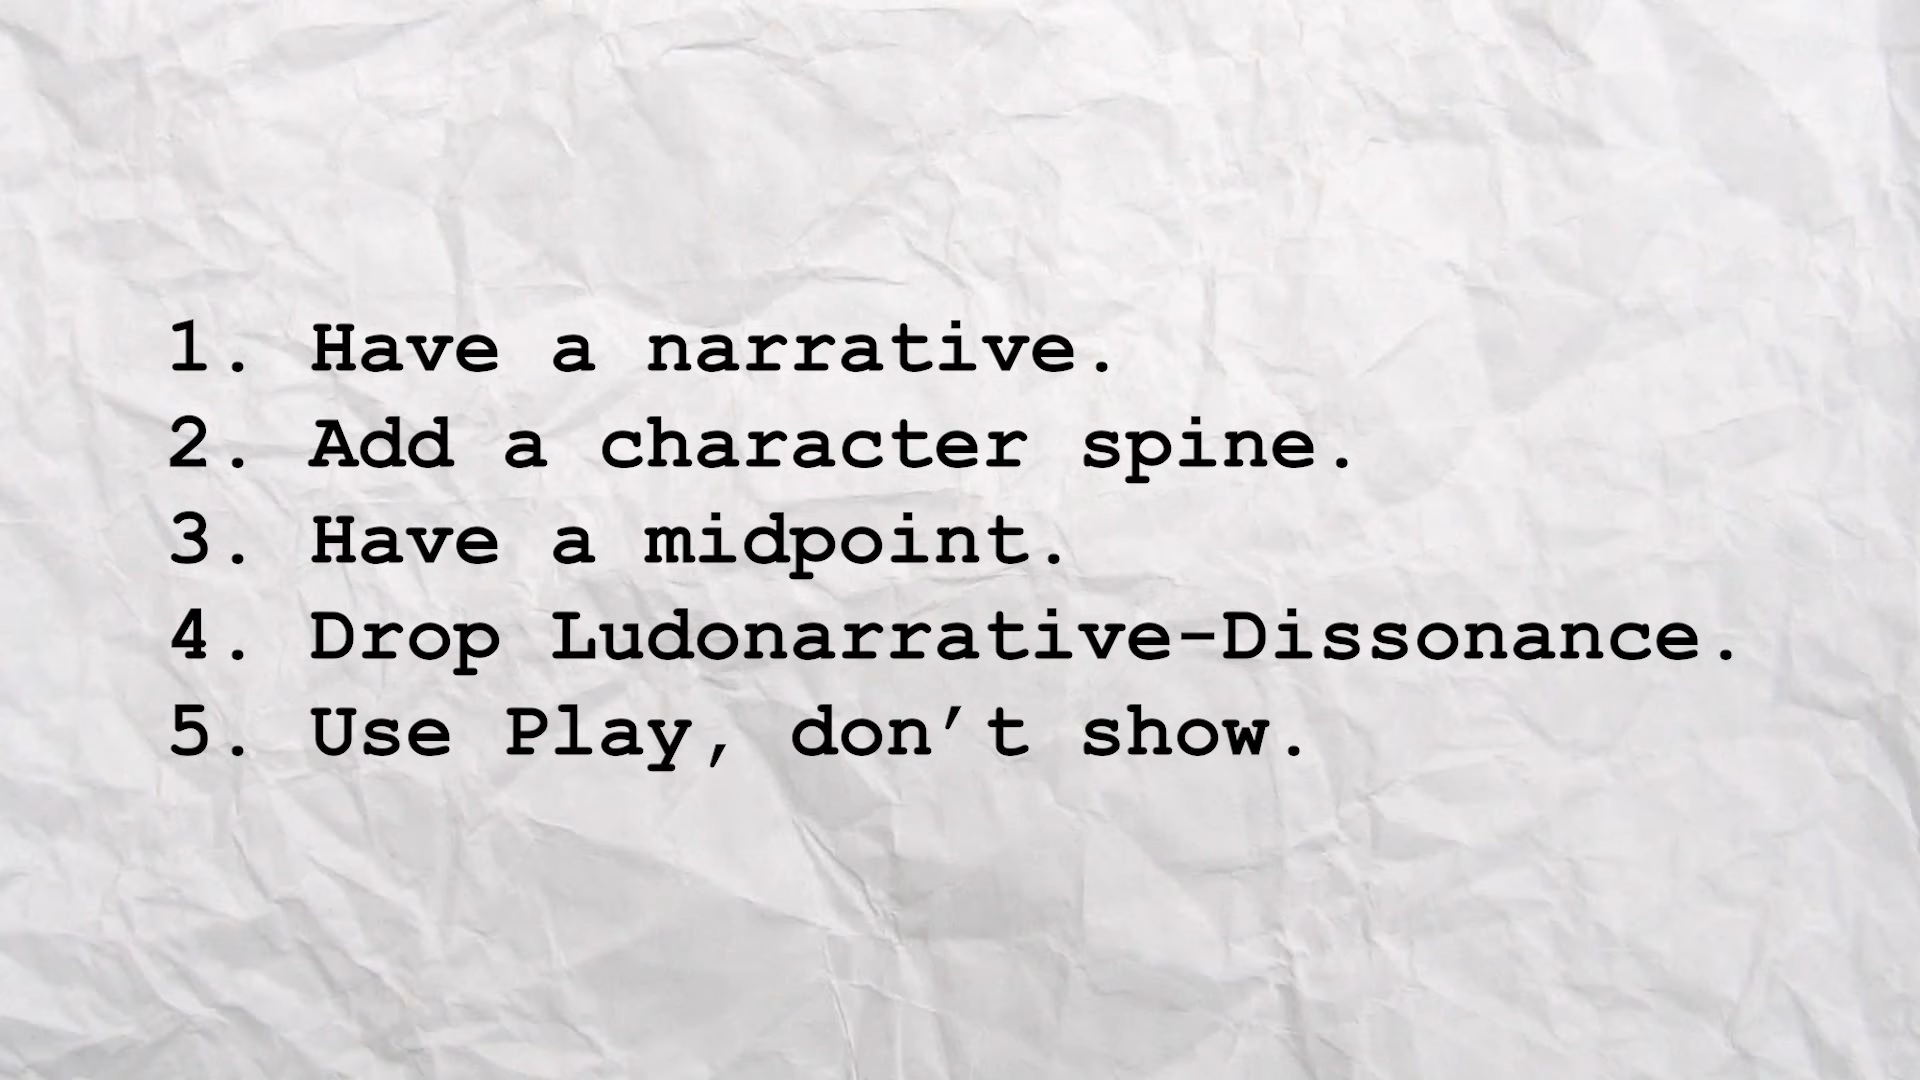 1. Have a narrative.
2. Add a character spine.
3. Have a midpoint.
4. Drop Ludonarrative-Dissonance.
5. Use Play, don’t show.